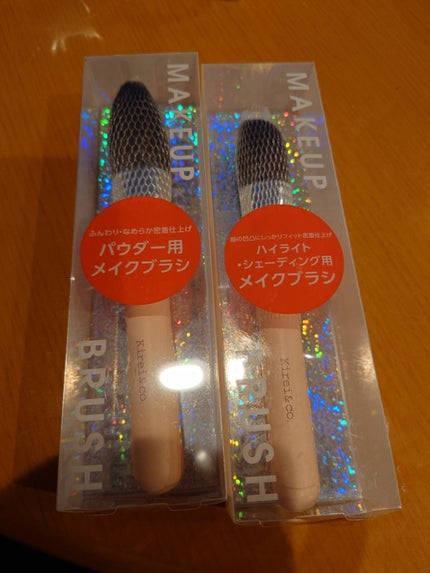 MAKEUP
ふんわり・なめらか密着仕上げ
パウダー用
メイクブラシ
Kirei&co.
BRUSH
MAKEUP
顔の凹凸にしっかりフィット密着仕上げ
ハイライト
・シェーディング用
メイクブラシ
Kirei&co.
BRUSH